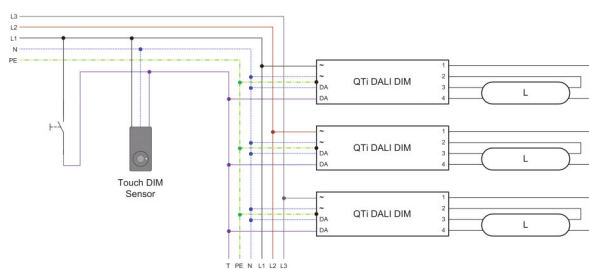 L3
L2
L1
N
PE
Touch DIM
Sensor
~
~
DA
DA
QTi DALI DIM
1
2
3
4
L
~
~
DA
DA
QTi DALI DIM
1
2
3
4
L
~
~
DA
DA
QTi DALI DIM
1
2
3
4
L
T PE N L1 L2 L3